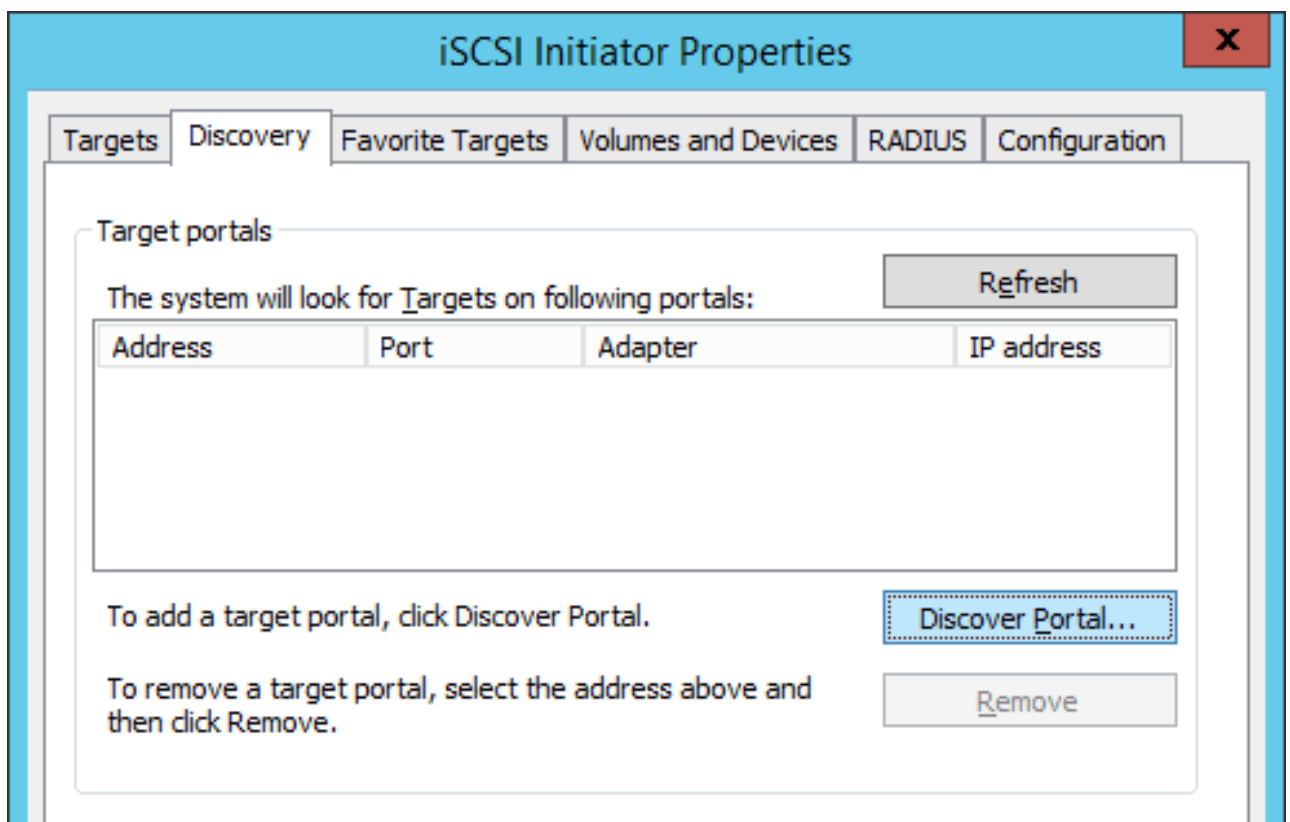 iSCSI Initiator Properties
x
Targets Discovery Favorite Targets Volumes and Devices RADIUS Configuration
Target portals
Refresh
The system will look for Targets on following portals:
Address Port Adapter IP address
To add a target portal, click Discover Portal.
Discover Portal...
To remove a target portal, select the address above and
then click Remove.
Remove